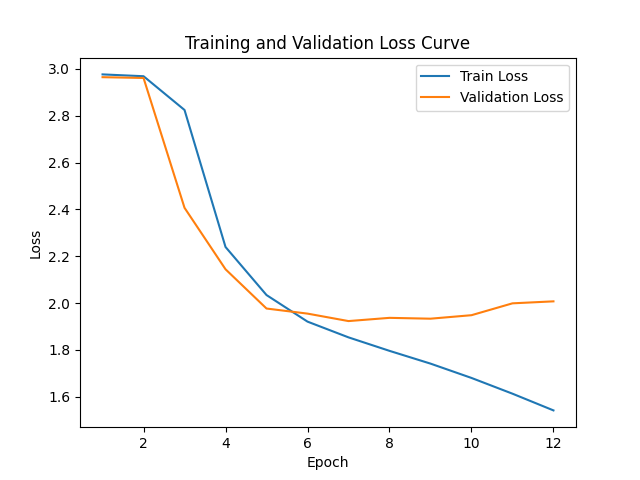 Training and Validation Loss Curve
Train Loss
Validation Loss
3.0
2.8
2.6
2.4
2.2
2.0
1.8
1.6
Loss
2
4
6
8
10
12
Epoch